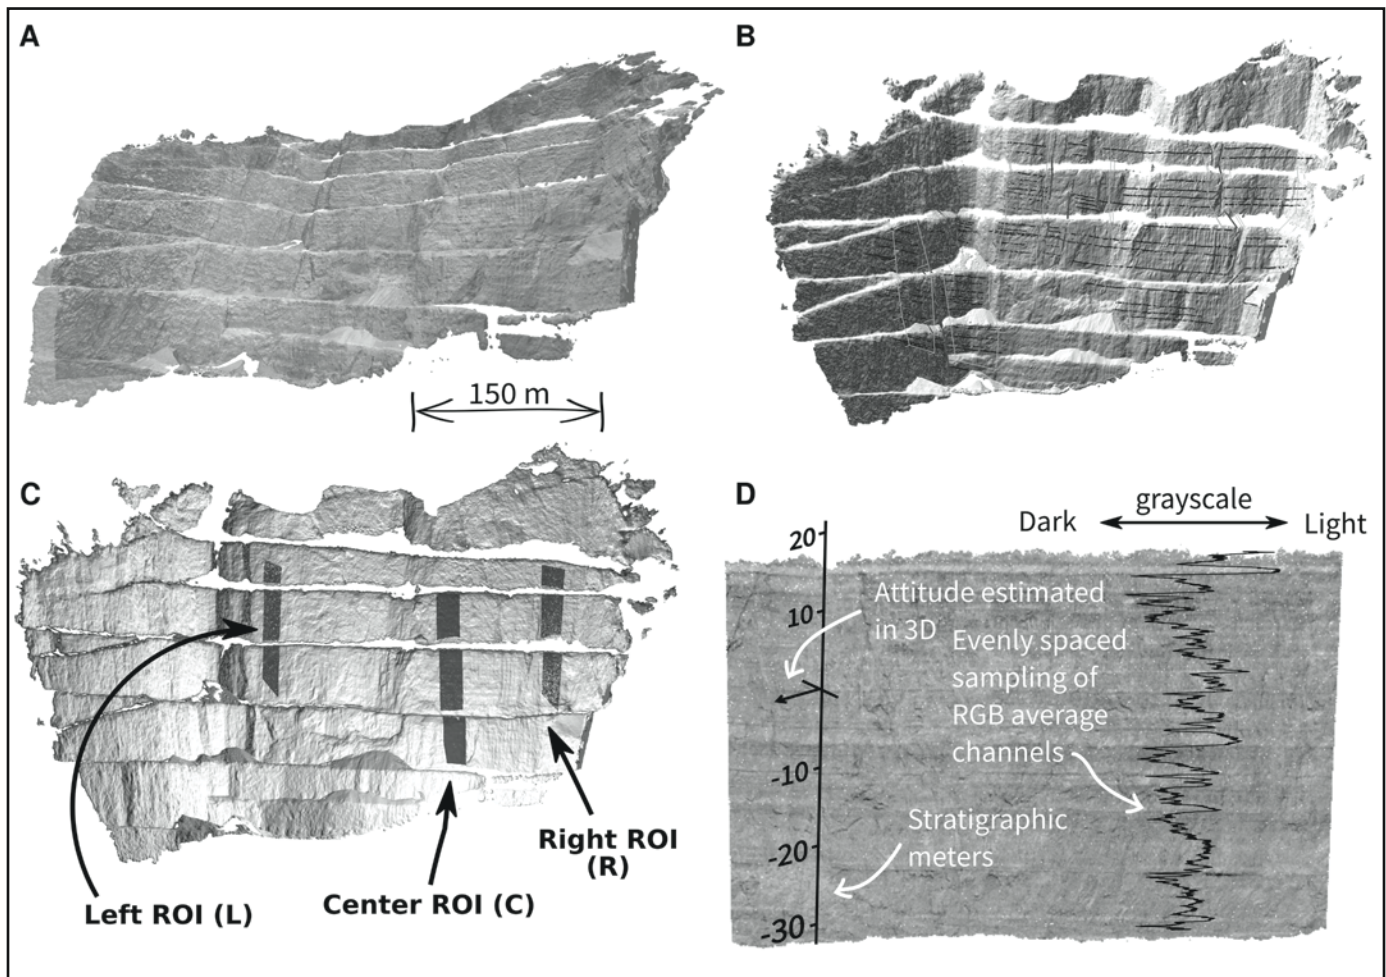 A
B
150 m
C
Left ROI (L)
Center ROI (C)
Right ROI
(R)
D
grayscale
Dark
Light
20
10
-10
-20
-30
Attitude estimated
in 3D
Evenly spaced
sampling of
RGB average
channels
Stratigraphic
meters